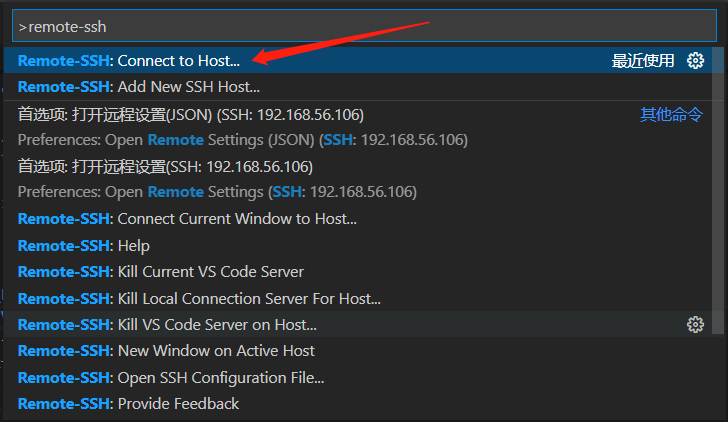 >remote-ssh
Remote-SSH: Connect to Host... 最近使用
Remote-SSH: Add New SSH Host...
首选项: 打开远程设置(JSON) (SSH: 192.168.56.106) 其他命令
Preferences: Open Remote Settings (JSON) (SSH: 192.168.56.106)
首选项: 打开远程设置(SSH: 192.168.56.106)
Preferences: Open Remote Settings (SSH: 192.168.56.106)
Remote-SSH: Connect Current Window to Host...
Remote-SSH: Help
Remote-SSH: Kill Current VS Code Server
Remote-SSH: Kill Local Connection Server For Host...
Remote-SSH: Kill VS Code Server on Host...
Remote-SSH: New Window on Active Host
Remote-SSH: Open SSH Configuration File...
Remote-SSH: Provide Feedback